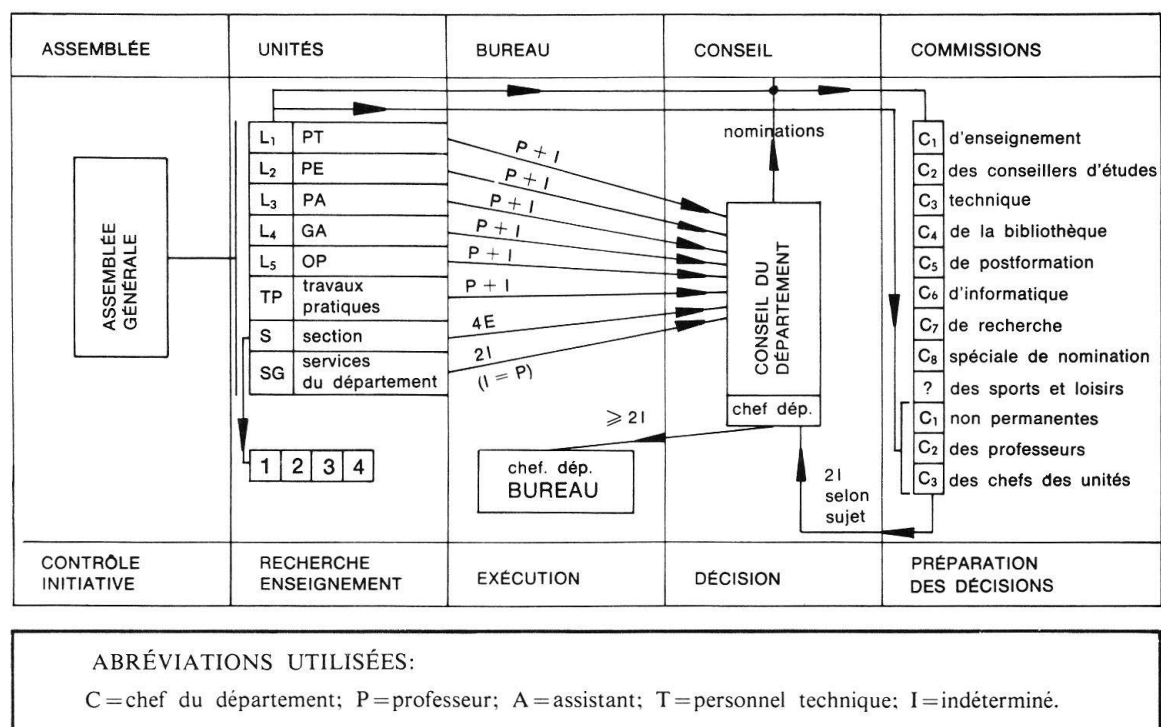 ASSEMBLÉE
UNITÉS
BUREAU
CONSEIL
COMMISSIONS
ASSEMBLÉE
GÉNÉRALE
L₁ PT
L₂ PE
L₃ PA
L₄ GA
L₅ OP
TP travaux
pratiques
S section
SG services
du département
1 2 3 4
P + I
P + I
P + I
P + I
P + I
P + I
4E
2I
(I = P)
⩾ 2I
chef. dép.
BUREAU
nominations
CONSEIL DU
DÉPARTEMENT
chef dép.
2I
selon
sujet
C₁ d'enseignement
C₂ des conseillers d'études
C₃ technique
C₄ de la bibliothèque
C₅ de postformation
C₆ d'informatique
C₇ de recherche
C₈ spéciale de nomination
? des sports et loisirs
C₁ non permanentes
C₂ des professeurs
C₃ des chefs des unités
CONTRÔLE
INITIATIVE
RECHERCHE
ENSEIGNEMENT
EXÉCUTION
DÉCISION
PRÉPARATION
DES DÉCISIONS
ABRÉVIATIONS UTILISÉES:
C=chef du département; P=professeur; A=assistant; T=personnel technique; I=indéterminé.